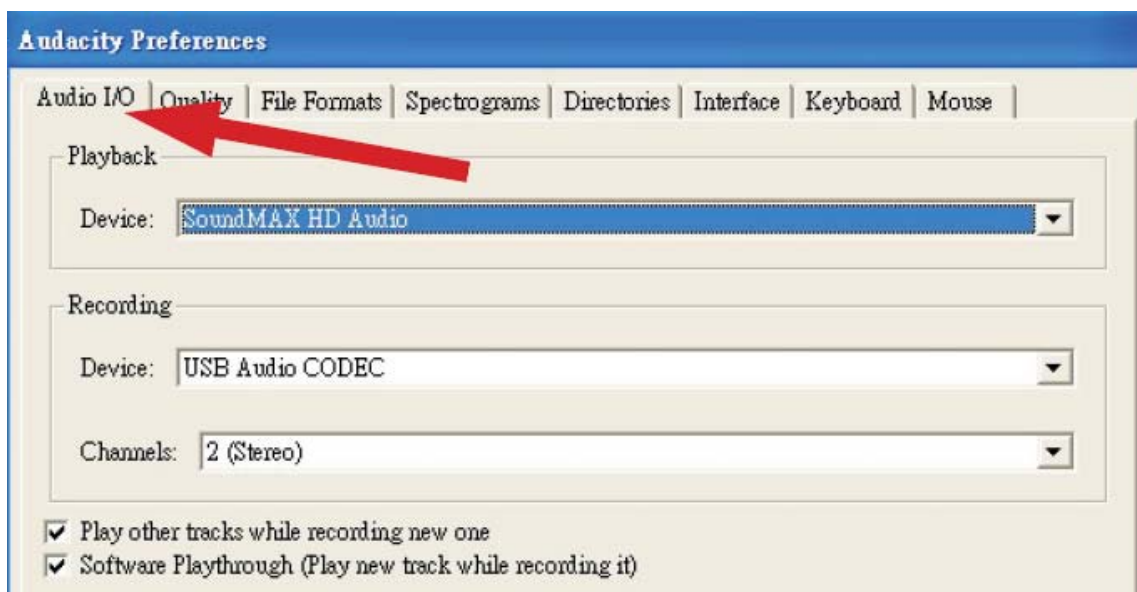 Audacity Preferences
Audio I/O Quality File Formats Spectrograms Directories Interface Keyboard Mouse
Playback
Device: SoundMAX HD Audio
Recording
Device: USB Audio CODEC
Channels: 2 (Stereo)
Play other tracks while recording new one
Software Playthrough (Play new track while recording it)